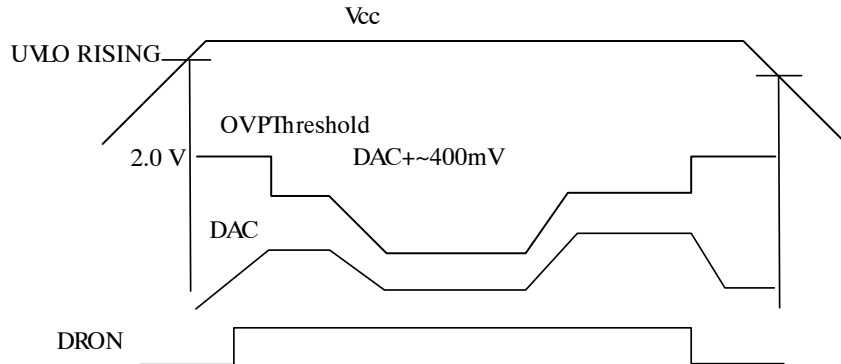 Vcc
UVLO RISING
OVPThreshold
2.0 V
DAC+~400mV
DAC
DRON